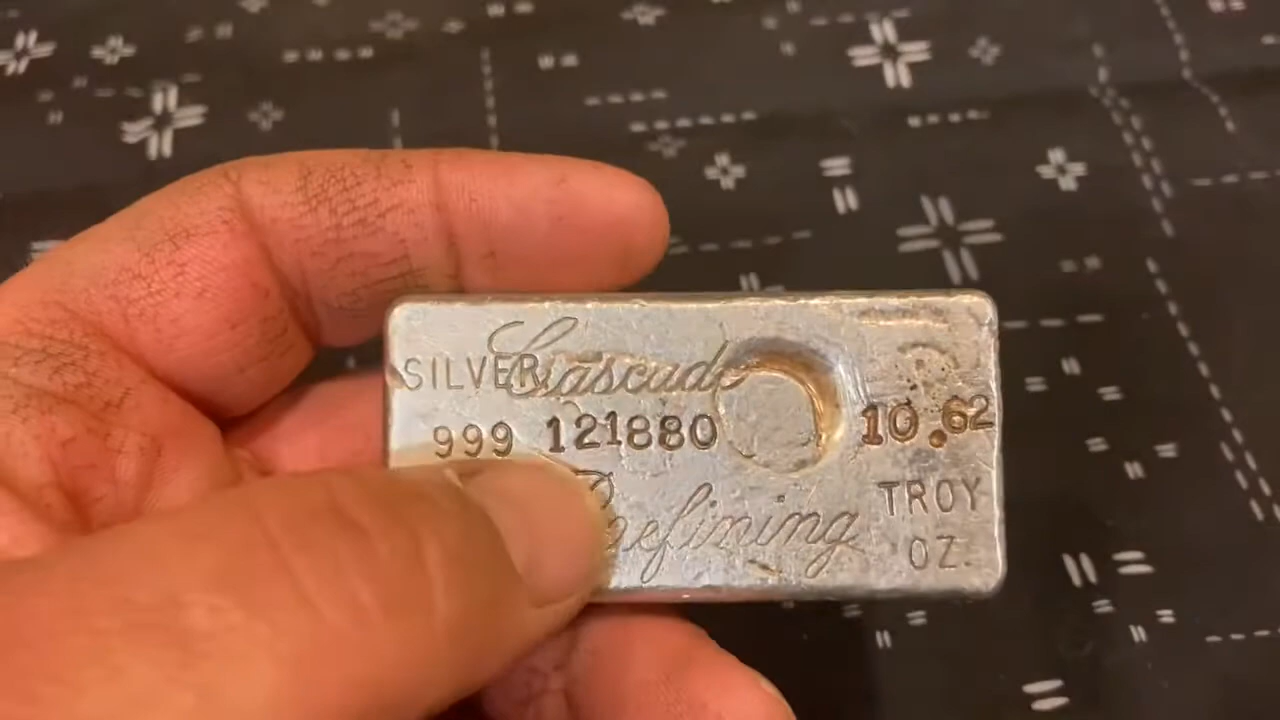 Cascade
SILVER
999 121880 10.62
Refining
TROY
OZ.